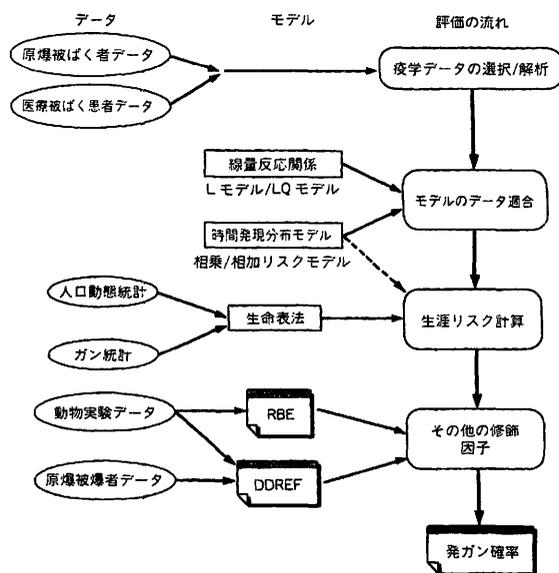 データ
モデル
評価の流れ
原爆被ばく者データ
医療被ばく患者データ
疫学データの選択/解析
線量反応関係
Lモデル/LQモデル
モデルのデータ適合
時間発現分布モデル
相乗/相加リスクモデル
人口動態統計
ガン統計
生命表法
生涯リスク計算
動物実験データ
RBE
その他の修飾
因子
原爆被爆者データ
DDREF
発ガン確率